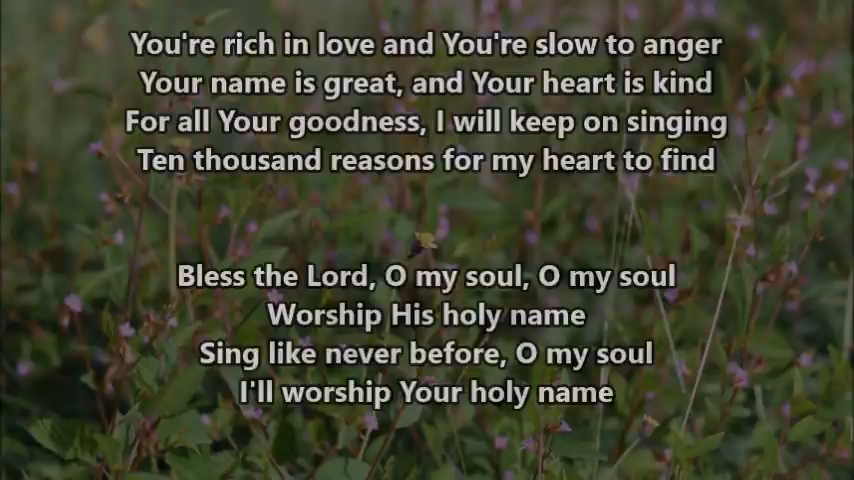 You're rich in love and You're slow to anger
Your name is great, and Your heart is kind
For all Your goodness, I will keep on singing
Ten thousand reasons for my heart to find
Bless the Lord, O my soul, O my soul
Worship His holy name
Sing like never before, O my soul
I'll worship Your holy name